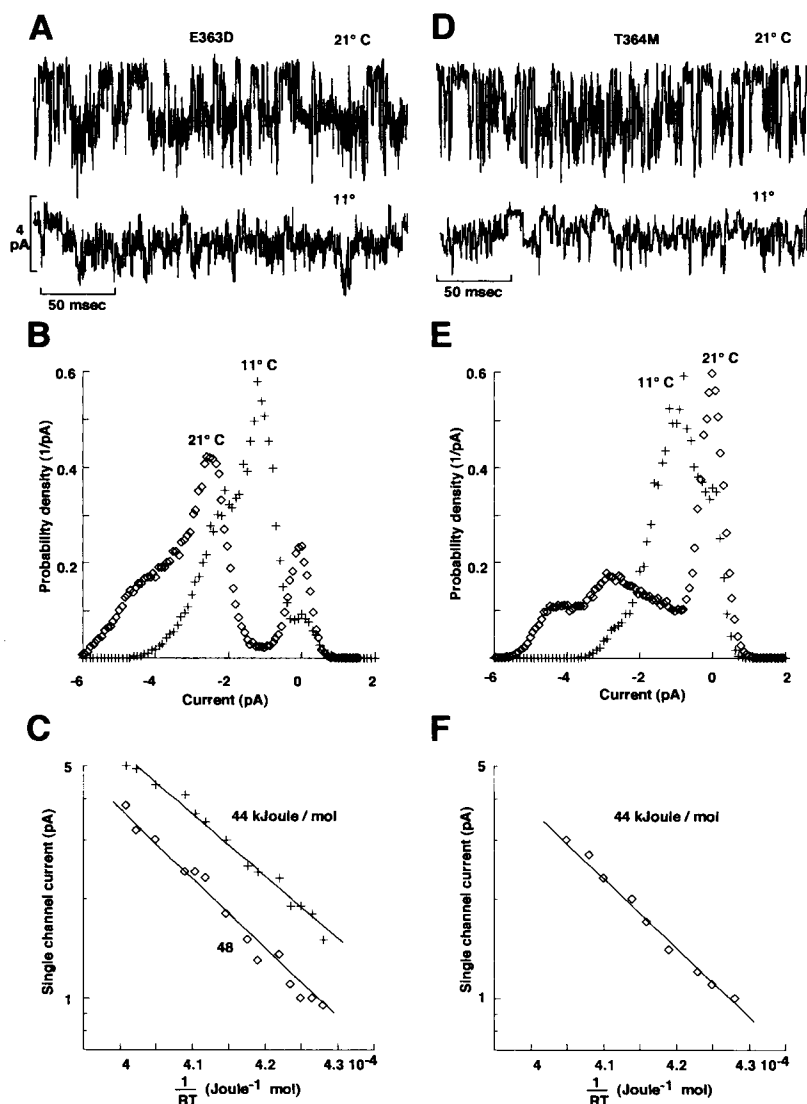 A
E363D
21° C
11°
4
pA
50 msec
D
T364M
21° C
11°
50 msec
B
Probability density (1/pA)
0.6
0.4
0.2
11° C
21° C
-6 -4 -2 0 2
Current (pA)
E
Probability density (1/pA)
0.6
0.4
0.2
11° C
21° C
-6 -4 -2 0 2
Current (pA)
C
Single channel current (pA)
5
1
44 kJoule / mol
48
4 4.1 4.2 4.3 10⁻⁴
1
RT (Joule⁻¹ mol)
F
Single channel current (pA)
5
1
44 kJoule / mol
4 4.1 4.2 4.3 10⁻⁴
1
RT (Joule⁻¹ mol)